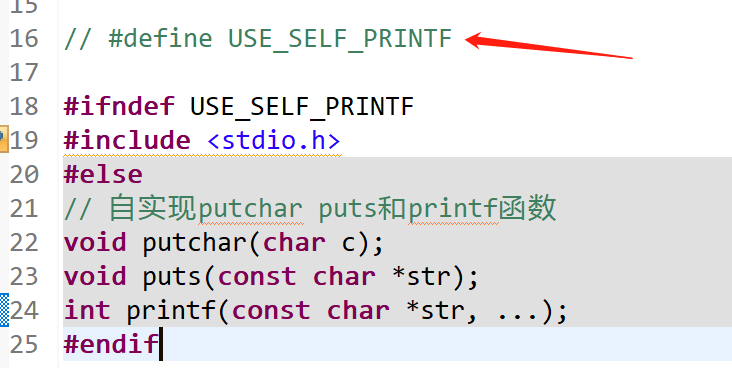 15
16 // #define USE_SELF_PRINTF
17
18 #ifndef USE_SELF_PRINTF
19 #include <stdio.h>
20 #else
21 // 自实现putchar puts和printf函数
22 void putchar(char c);
23 void puts(const char *str);
24 int printf(const char *str, ...);
25 #endif